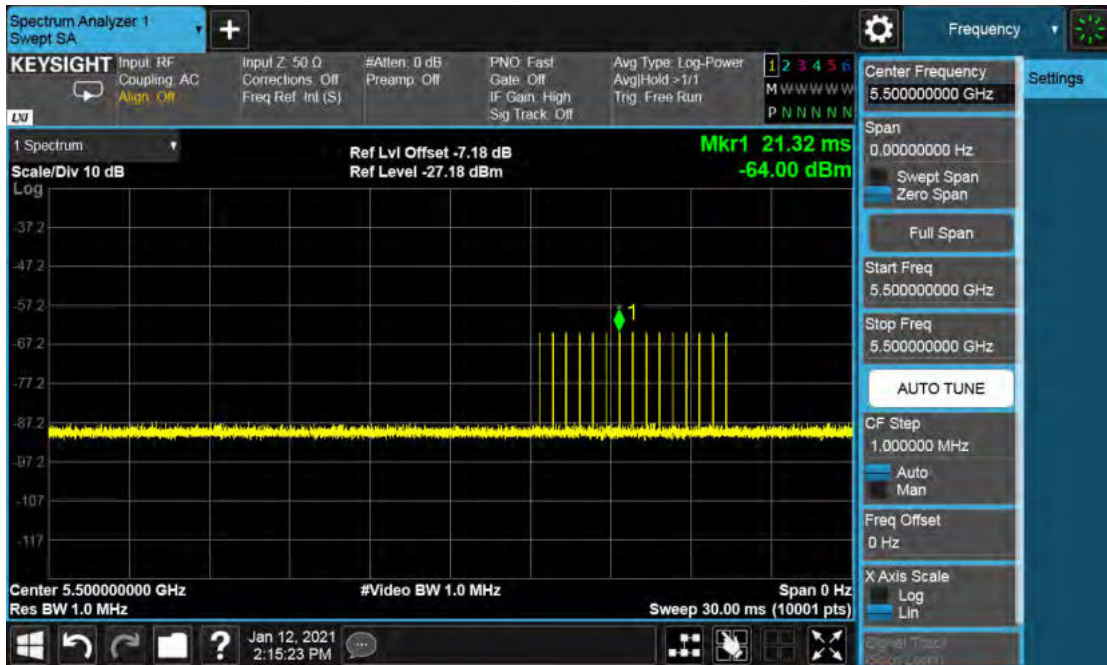 Spectrum Analyzer 1
Swept SA
+
Frequency
KEYSIGHT
LXI
Input: RF
Coupling: AC
Align: Off
Input Z: 50 Ω
Corrections: Off
Freq Ref: Int (S)
#Atten: 0 dB
Preamp: Off
PNO: Fast
Gate: Off
IF Gain: High
Sig Track: Off
Avg Type: Log-Power
Avg|Hold >1/1
Trig: Free Run
1 2 3 4 5 6
M W W W W W W
P N N N N N N
1 Spectrum
Scale/Div 10 dB
Ref Lvl Offset -7.18 dB
Ref Level -27.18 dBm
Mkr1 21.32 ms
-64.00 dBm
Log
-37.2
-47.2
-57.2
-67.2
-77.2
-87.2
-97.2
-107
-117
1
Center 5.500000000 GHz
Res BW 1.0 MHz
#Video BW 1.0 MHz
Span 0 Hz
Sweep 30.00 ms (10001 pts)
Center Frequency
5.500000000 GHz
Settings
Span
0.00000000 Hz
Swept Span
Zero Span
Full Span
Start Freq
5.500000000 GHz
Stop Freq
5.500000000 GHz
AUTO TUNE
CF Step
1.000000 MHz
Auto
Man
Freq Offset
0 Hz
X Axis Scale
Log
Lin
Signal Track
?
Jan 12, 2021
2:15:23 PM